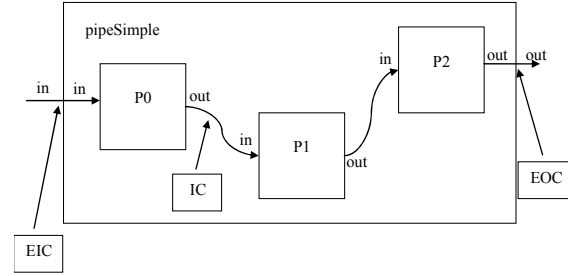 pipeSimple
in in
P0
out
IC
in
P1
out
in
P2
out out
EIC
EOC